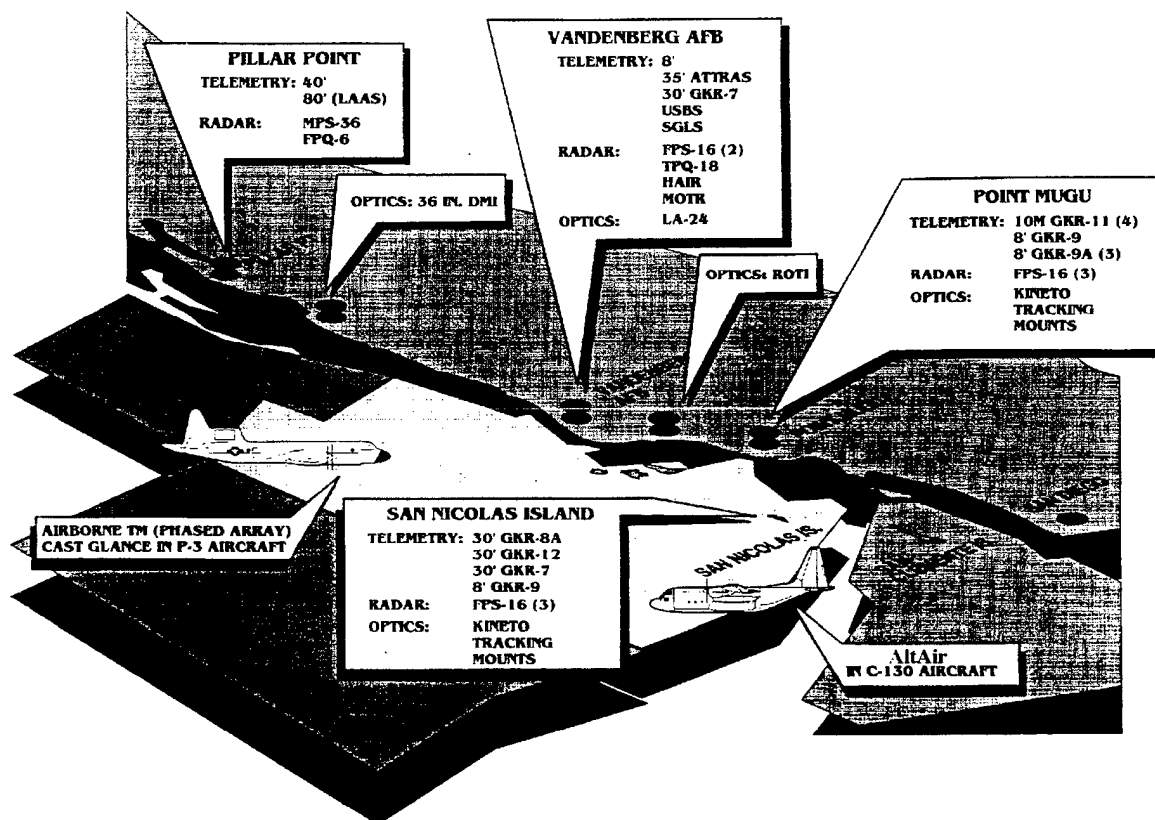 PILLAR POINT
TELEMETRY: 40'
80' (LAAS)
RADAR: MPS-36
FPQ-6
OPTICS: 36 IN. DMI
VANDENBERG AFB
TELEMETRY: 8'
35' ATTRAS
30' GKR-7
USBS
SGLS
RADAR: FPS-16 (2)
TPQ-18
HAIR
MOTR
OPTICS: LA-24
OPTICS: ROTI
POINT MUGU
TELEMETRY: 10M GKR-11 (4)
8' GKR-9
8' GKR-9A (3)
RADAR: FPS-16 (3)
OPTICS: KINETO
TRACKING
MOUNTS
AIRBORNE TM (PHASED ARRAY)
CAST GLANCE IN P-3 AIRCRAFT
SAN NICOLAS ISLAND
TELEMETRY: 30' GKR-8A
30' GKR-12
30' GKR-7
8' GKR-9
RADAR: FPS-16 (3)
OPTICS: KINETO
TRACKING
MOUNTS
SAN NICOLAS IS.
SAN DIEGO
AltAir
IN C-130 AIRCRAFT